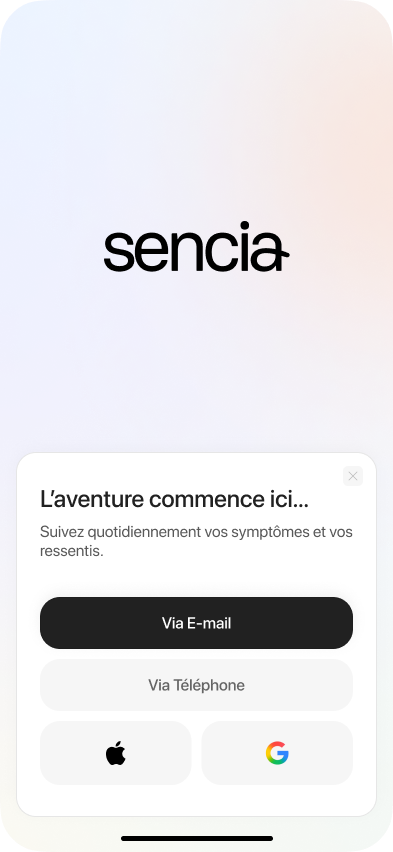 sencia
L’aventure commence ici...
Suivez quotidiennement vos symptômes et vos
ressentis.
Via E-mail
Via Téléphone